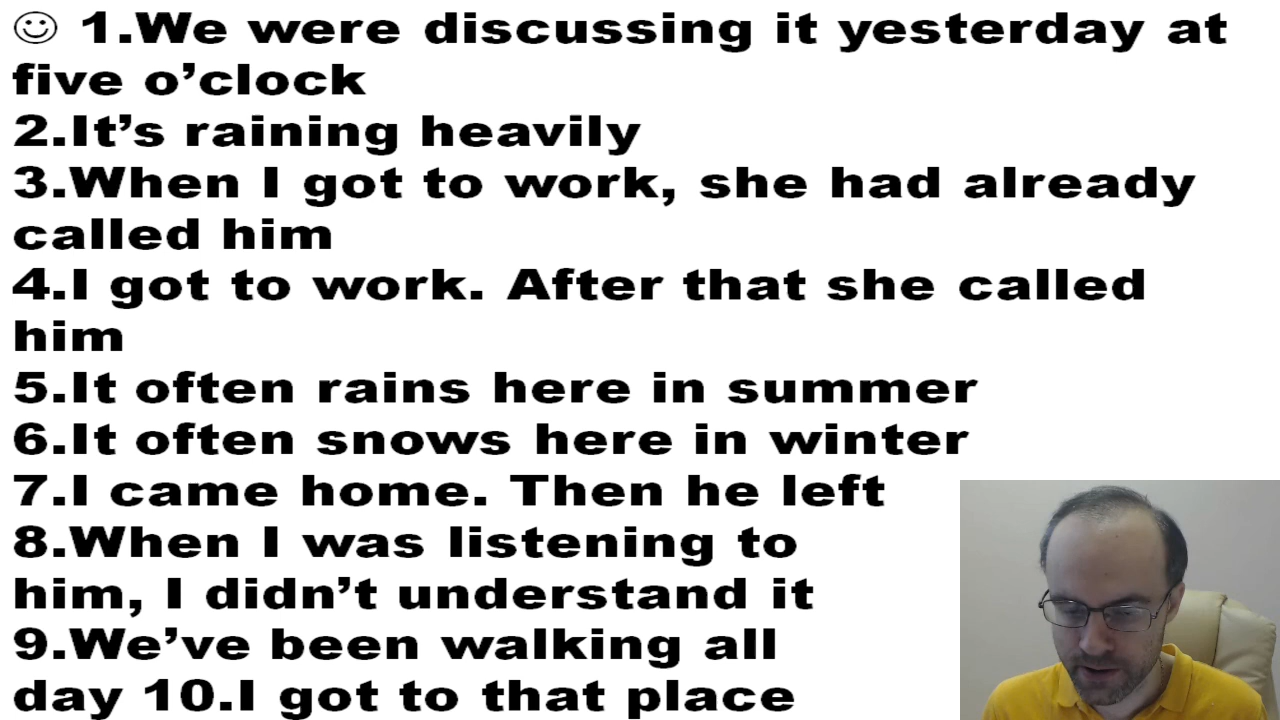 ☺ 1.We were discussing it yesterday at
five o’clock
2.It’s raining heavily
3.When I got to work, she had already
called him
4.I got to work. After that she called
him
5.It often rains here in summer
6.It often snows here in winter
7.I came home. Then he left
8.When I was listening to
him, I didn’t understand it
9.We’ve been walking all
day 10.I got to that place